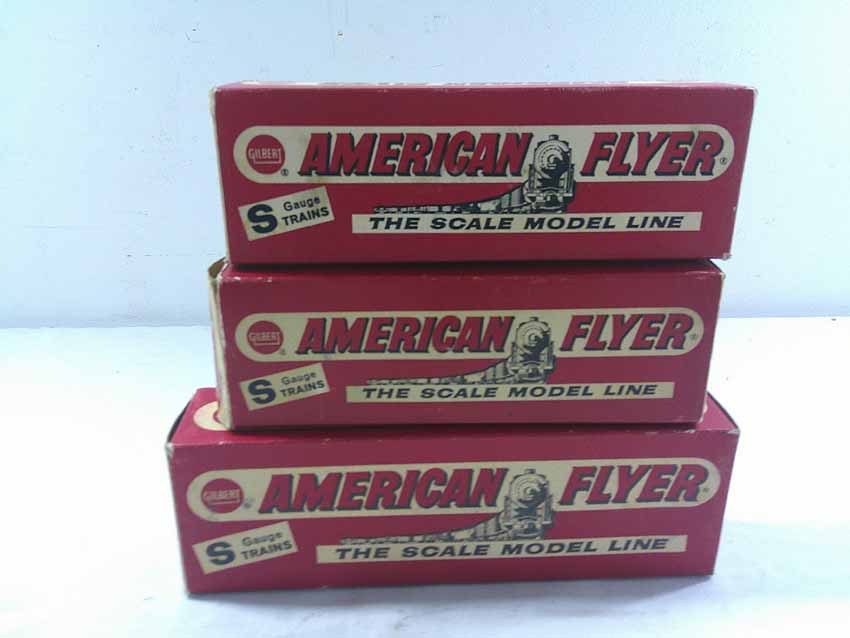 GILBERT ® AMERICAN FLYER ®
S Gauge TRAINS
THE SCALE MODEL LINE
GILBERT ® AMERICAN FLYER ®
S Gauge TRAINS
THE SCALE MODEL LINE
GILBERT ® AMERICAN FLYER ®
S Gauge TRAINS
THE SCALE MODEL LINE